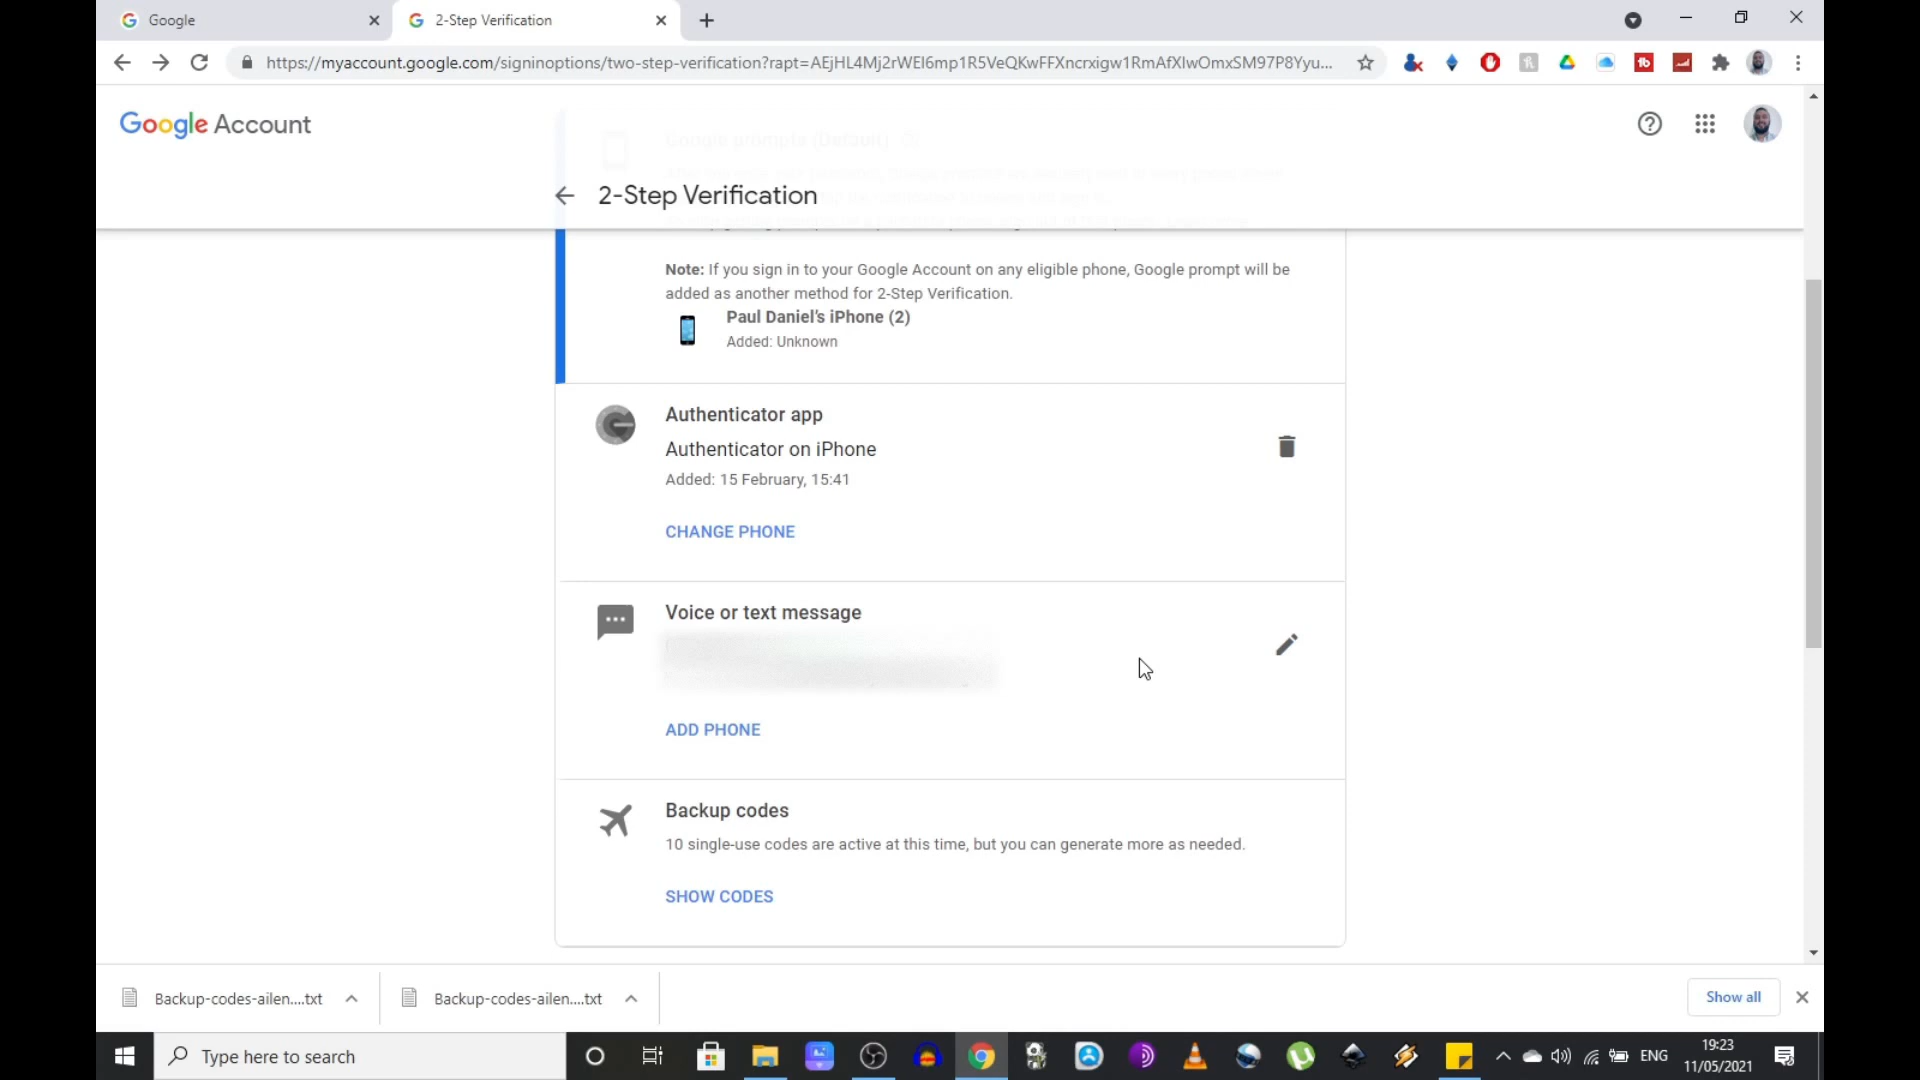 Google
2-Step Verification
https://myaccount.google.com/signinoptions/two-step-verification?rapt=AEjHL4Mj2rWEI6mp1R5VeQKwFFXncrxigw1RmAfXIwOmxSM97P8Yyu...
Google Account
Google prompts (Default)
2-Step Verification
Note: If you sign in to your Google Account on any eligible phone, Google prompt will be
added as another method for 2-Step Verification.
Paul Daniel's iPhone (2)
Added: Unknown
Authenticator app
Authenticator on iPhone
Added: 15 February, 15:41
CHANGE PHONE
Voice or text message
ADD PHONE
Backup codes
10 single-use codes are active at this time, but you can generate more as needed.
SHOW CODES
Backup-codes-ailen....txt
Backup-codes-ailen....txt
Show all
Type here to search
ENG
19:23
11/05/2021